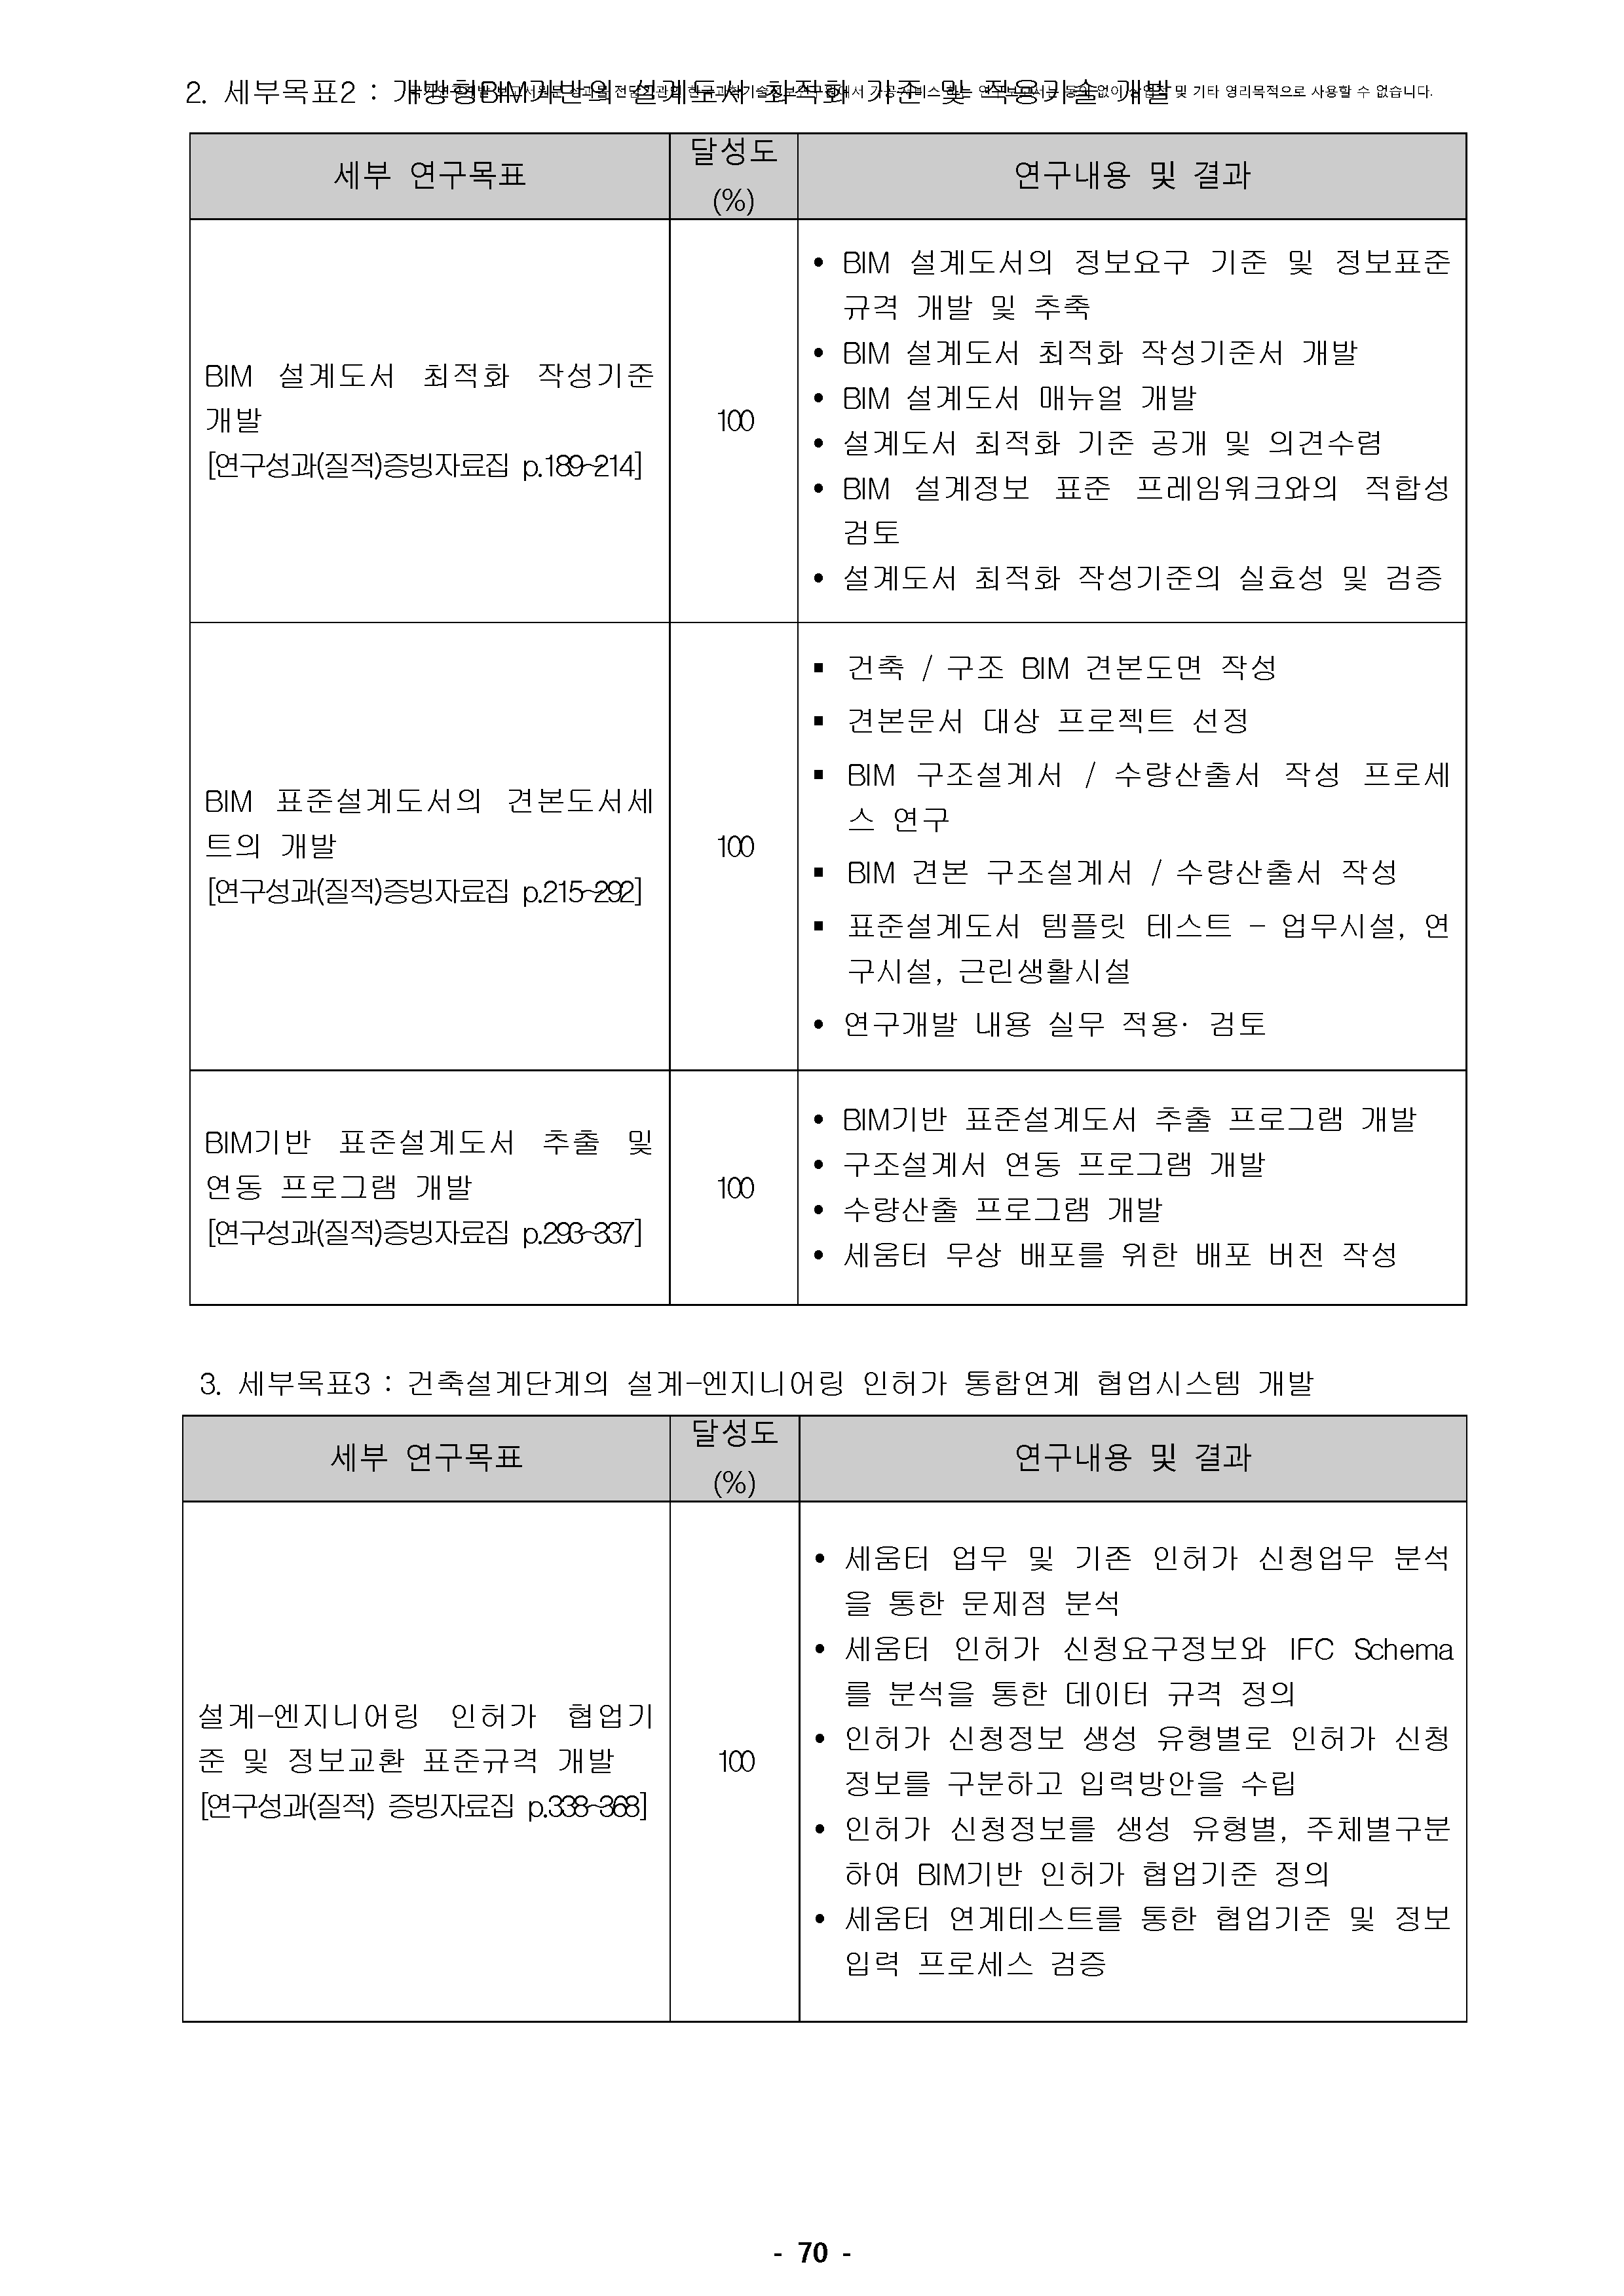 2. 세부목표2 : 개방형BIM기반의 설계도서 최적화 기준 및 적용기술 개발
사용할 수 없습니다.
세부 연구목표
달성도
(%)
연구내용 및 결과
BIM 설계도서 최적화 작성기준
개발
[연구성과(질적)증빙자료집 p.189~214]
100
• BIM 설계도서의 정보요구 기준 및 정보표준
규격 개발 및 추축
• BIM 설계도서 최적화 작성기준서 개발
• BIM 설계도서 매뉴얼 개발
• 설계도서 최적화 기준 공개 및 의견수렴
• BIM 설계정보 표준 프레임워크와의 적합성
검토
• 설계도서 최적화 작성기준의 실효성 및 검증
BIM 표준설계도서의 견본도서세
트의 개발
[연구성과(질적)증빙자료집 p.215~292]
100
▪ 건축 / 구조 BIM 견본도면 작성
▪ 견본문서 대상 프로젝트 선정
▪ BIM 구조설계서 / 수량산출서 작성 프로세
스 연구
▪ BIM 견본 구조설계서 / 수량산출서 작성
▪ 표준설계도서 템플릿 테스트 - 업무시설, 연
구시설, 근린생활시설
• 연구개발 내용 실무 적용· 검토
BIM기반 표준설계도서 추출 및
연동 프로그램 개발
[연구성과(질적)증빙자료집 p.293~337]
100
• BIM기반 표준설계도서 추출 프로그램 개발
• 구조설계서 연동 프로그램 개발
• 수량산출 프로그램 개발
• 세움터 무상 배포를 위한 배포 버전 작성
3. 세부목표3 : 건축설계단계의 설계-엔지니어링 인허가 통합연계 협업시스템 개발
세부 연구목표
달성도
(%)
연구내용 및 결과
설계-엔지니어링 인허가 협업기
준 및 정보교환 표준규격 개발
[연구성과(질적) 증빙자료집 p.338~368]
100
• 세움터 업무 및 기존 인허가 신청업무 분석
을 통한 문제점 분석
• 세움터 인허가 신청요구정보와 IFC Schema
를 분석을 통한 데이터 규격 정의
• 인허가 신청정보 생성 유형별로 인허가 신청
정보를 구분하고 입력방안을 수립
• 인허가 신청정보를 생성 유형별, 주체별구분
하여 BIM기반 인허가 협업기준 정의
• 세움터 연계테스트를 통한 협업기준 및 정보
입력 프로세스 검증
- 70 -